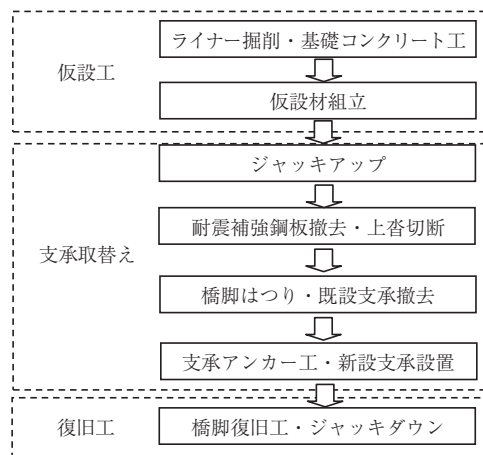 ライナー掘削・基礎コンクリート工
仮設工
仮設材組立
ジャッキアップ
耐震補強鋼板撤去・上沓切断
支承取替え
橋脚はつり・既設支承撤去
支承アンカー工・新設支承設置
復旧工
橋脚復旧工・ジャッキダウン